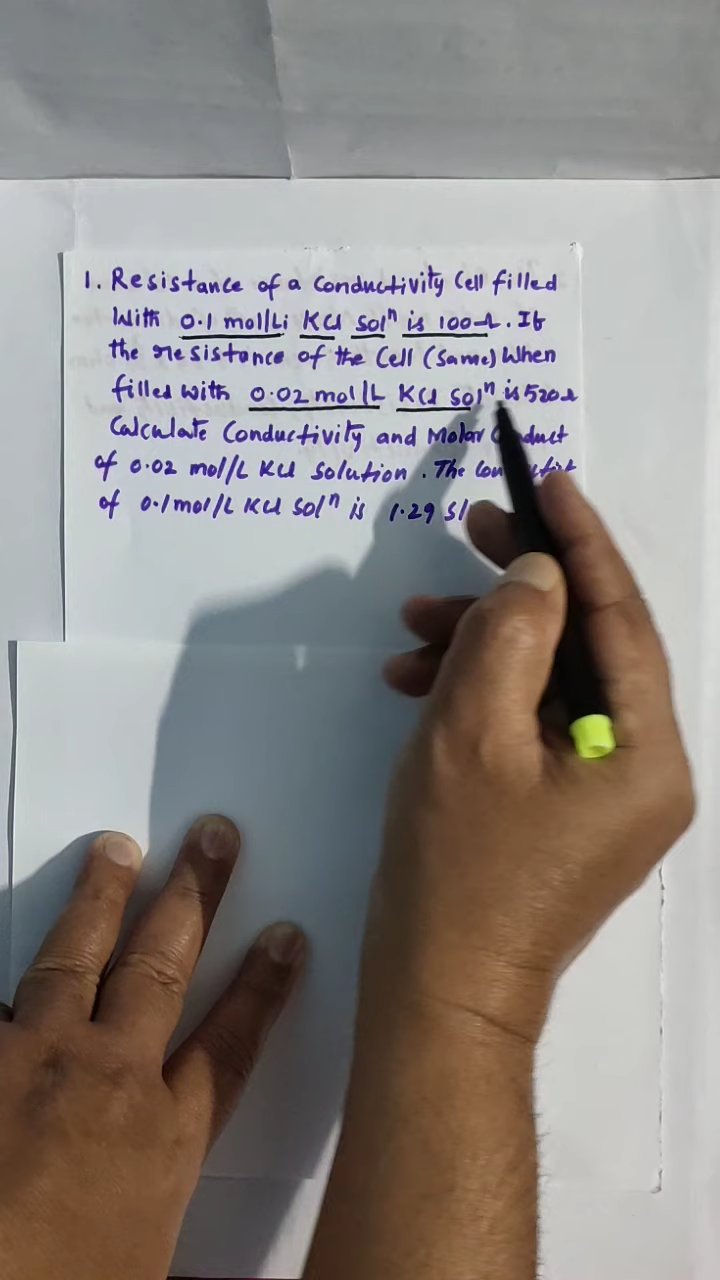 1. Resistance of a Conductivity Cell filled
With 0.1 mol/Li KCl Solⁿ is 100Ω. If
the resistance of the Cell (Same) When
filled with 0.02 mol/L KCl Solⁿ is 520Ω
Calculate Conductivity and Molar
of 0.02 mol/L KCl Solution. The
of 0.1 mol/L KCl Solⁿ is 1.29 S/